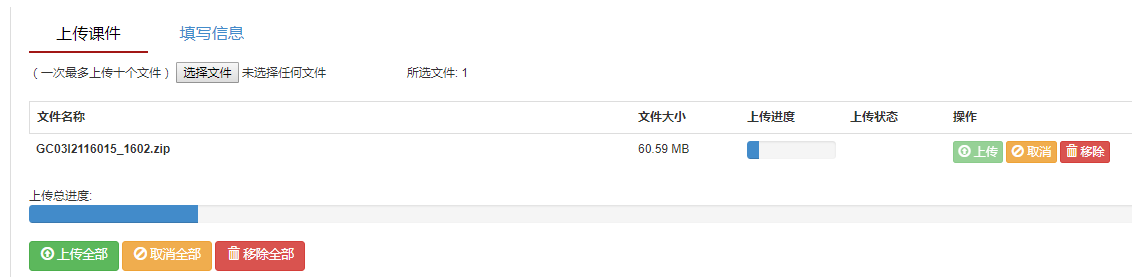 上传课件 填写信息
（一次最多上传十个文件） 选择文件 未选择任何文件 所选文件: 1
文件名称 文件大小 上传进度 上传状态 操作
GC03I2116015_1602.zip 60.59 MB 上传 取消 移除
上传总进度:
上传全部 取消全部 移除全部